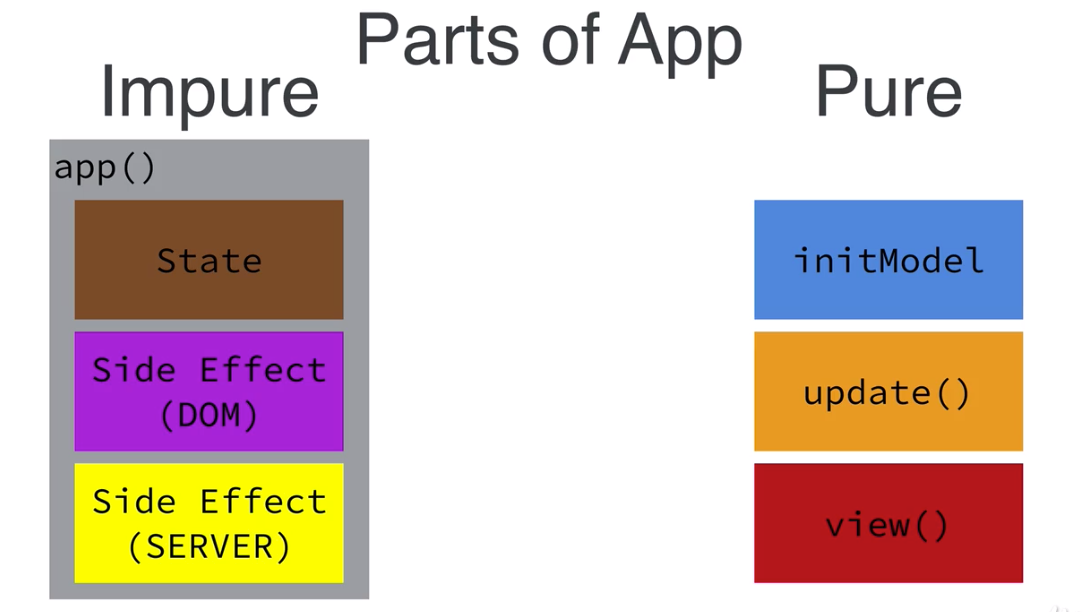 Parts of App
Impure
Pure
app()
State
Side Effect
(DOM)
Side Effect
(SERVER)
initModel
update()
view()